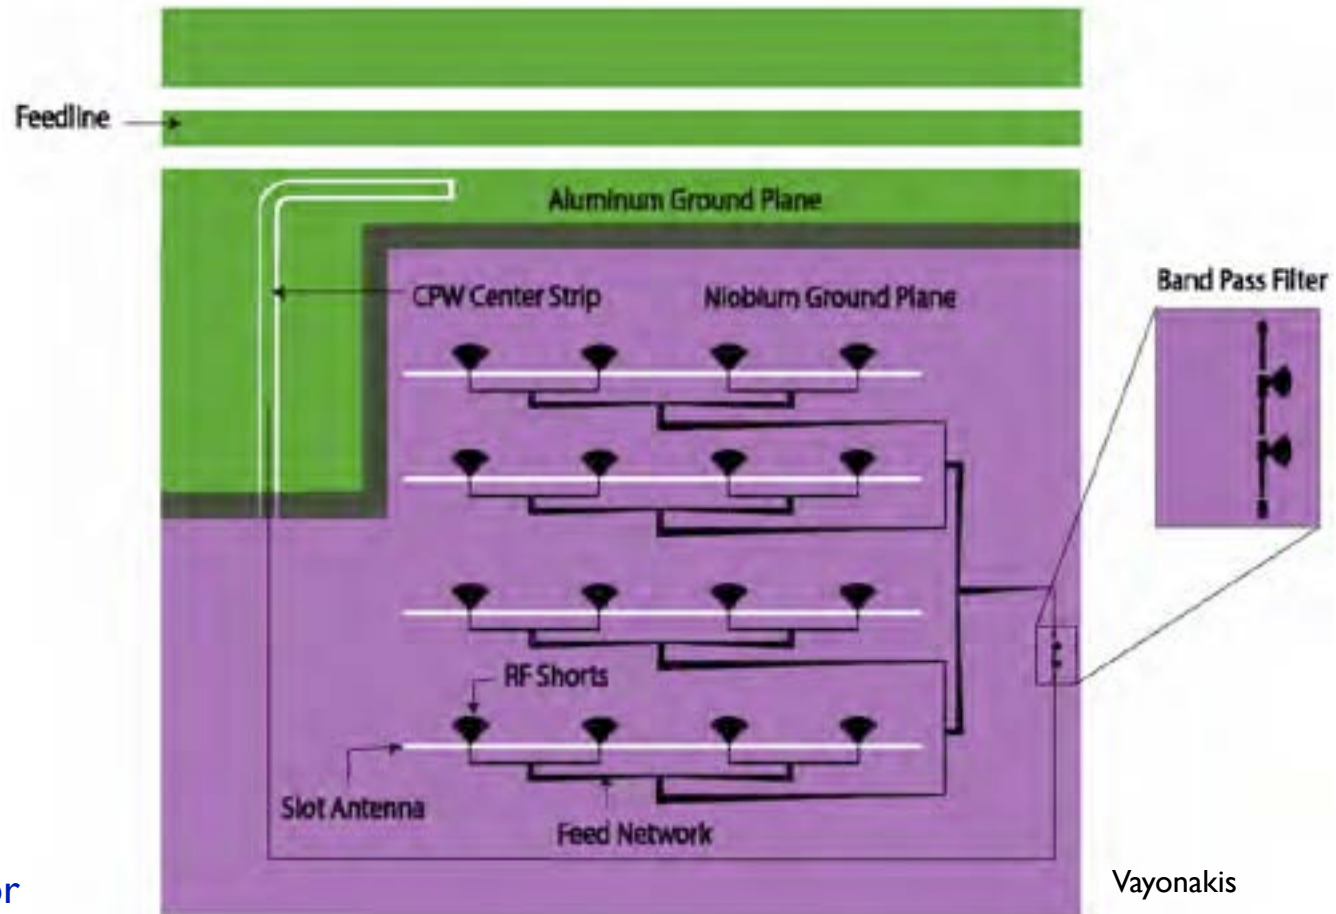 Feedline
Aluminum Ground Plane
CPW Center Strip
Niobium Ground Plane
Band Pass Filter
RF Shorts
Slot Antenna
Feed Network
Vayonakis
or